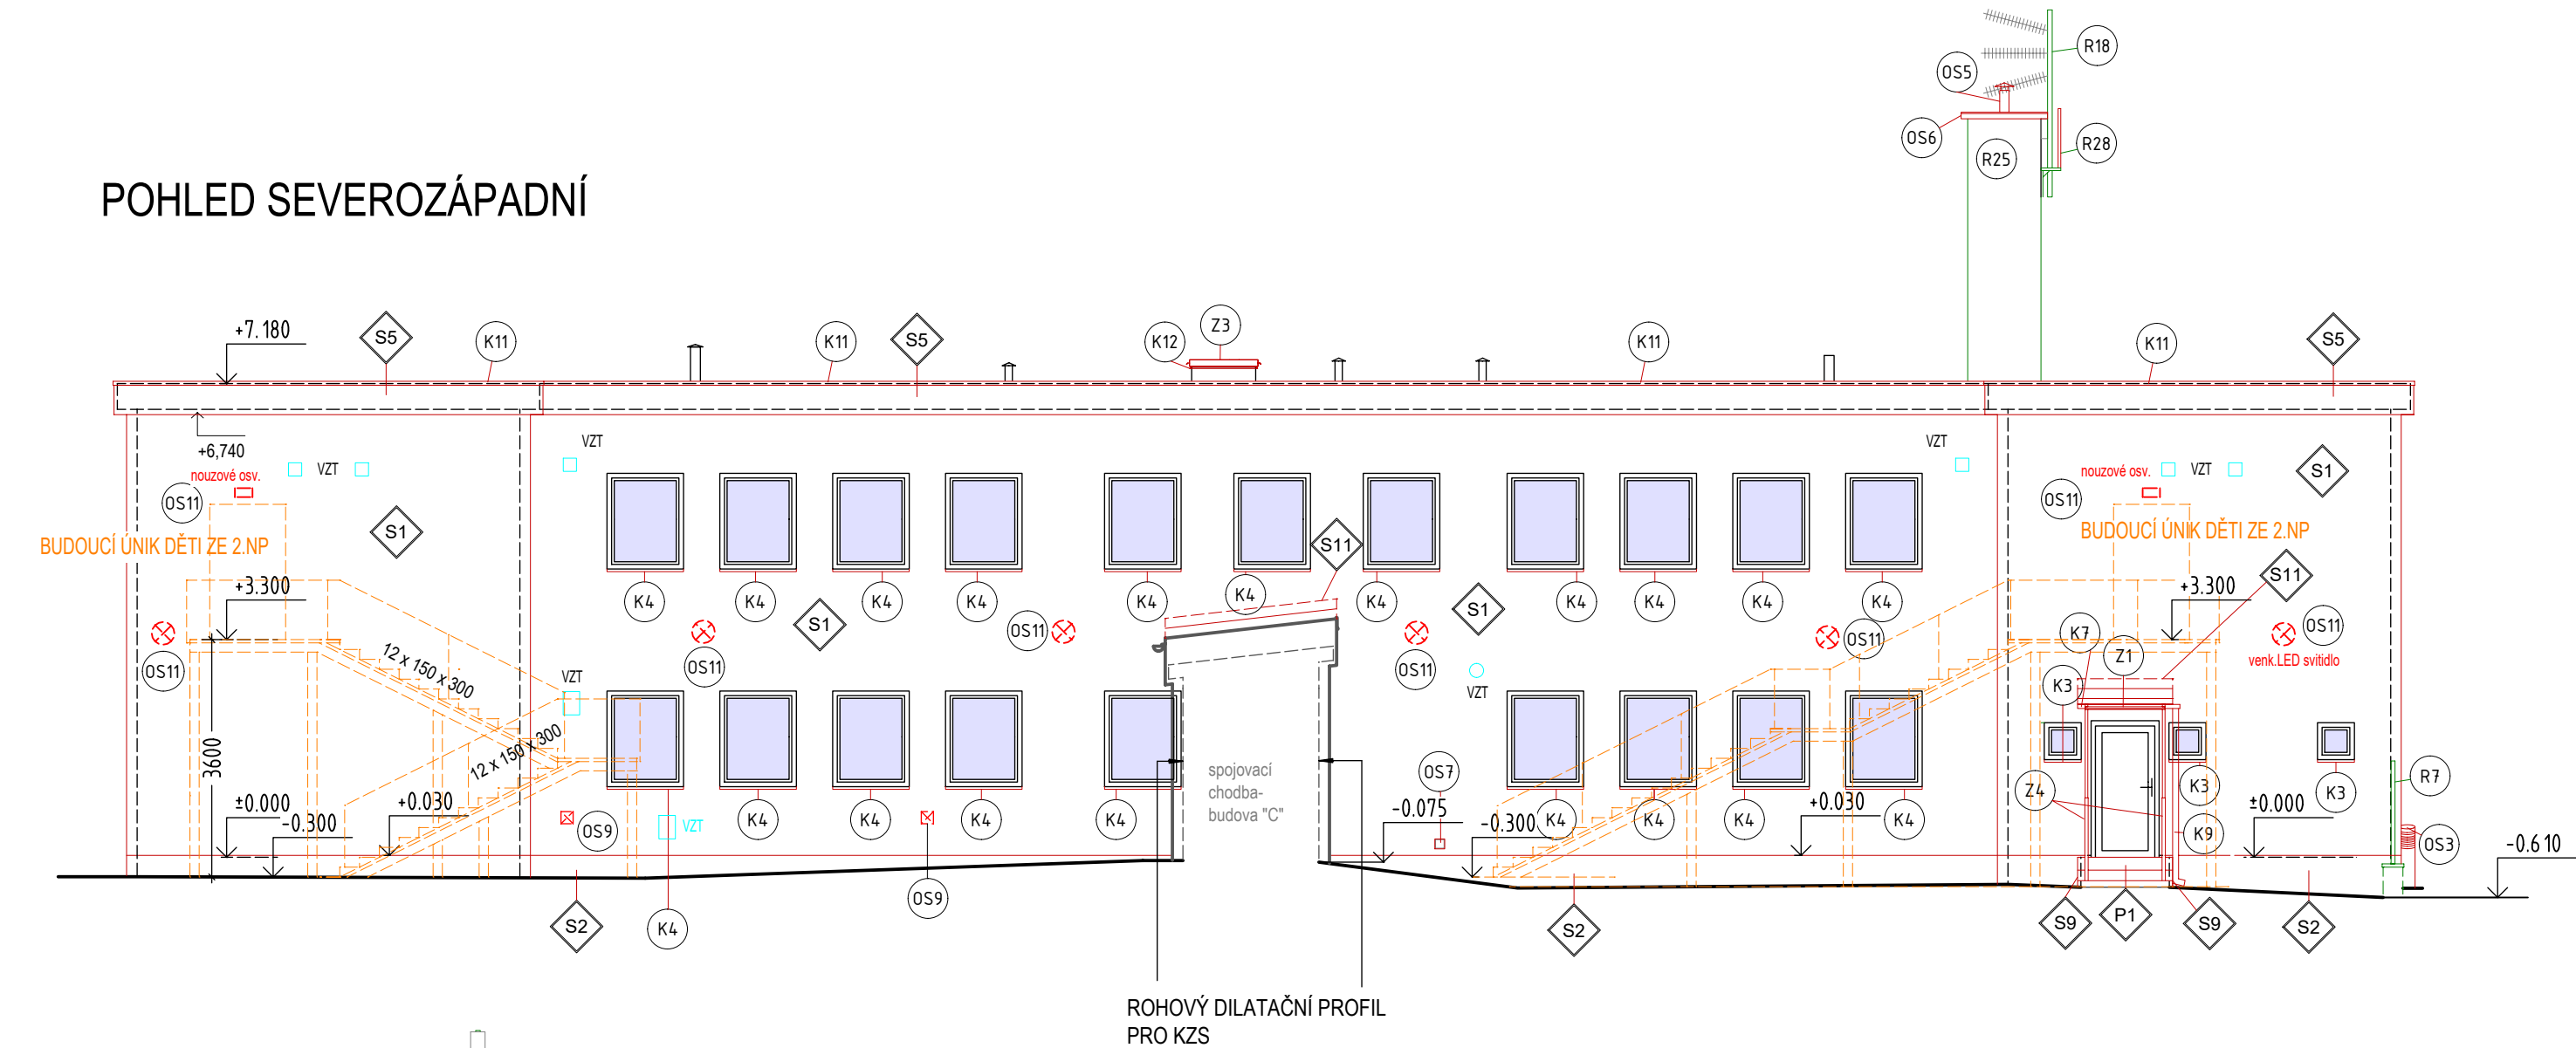 R18
OS5
OS6
R25
R28
POHLED SEVEROZÁPADNÍ
+7.180
S5
K11
K11
S5
K12
Z3
K11
K11
S5
+6,740
nouzové osv.
VZT
VZT
VZT
nouzové osv.
VZT
S1
OS11
S1
OS11
BUDOUCÍ ÚNIK DĚTI ZE 2.NP
BUDOUCÍ ÚNIK DĚTI ZE 2.NP
S11
S11
+3.300
K4
K4
K4
K4
K4
K4
K4
K4
K4
K4
K4
+3.300
S1
S1
OS11
OS11
OS11
OS11
OS11
OS11
K7
Z1
venk.LED svitidlo
12 x 150 x 300
12 x 150 x 300
VZT
VZT
K3
3600
spojovací
chodba-
budova "C"
OS7
R7
Z4
K3
K3
±0.000
-0.300
+0.030
-0.075
-0.300
+0.030
±0.000
OS9
VZT
K4
K4
K4
K4
K4
K4
K4
K4
K9
OS3
-0.610
OS9
S2
K4
S2
S9
P1
S9
S2
ROHOVÝ DILATAČNÍ PROFIL
PRO KZS